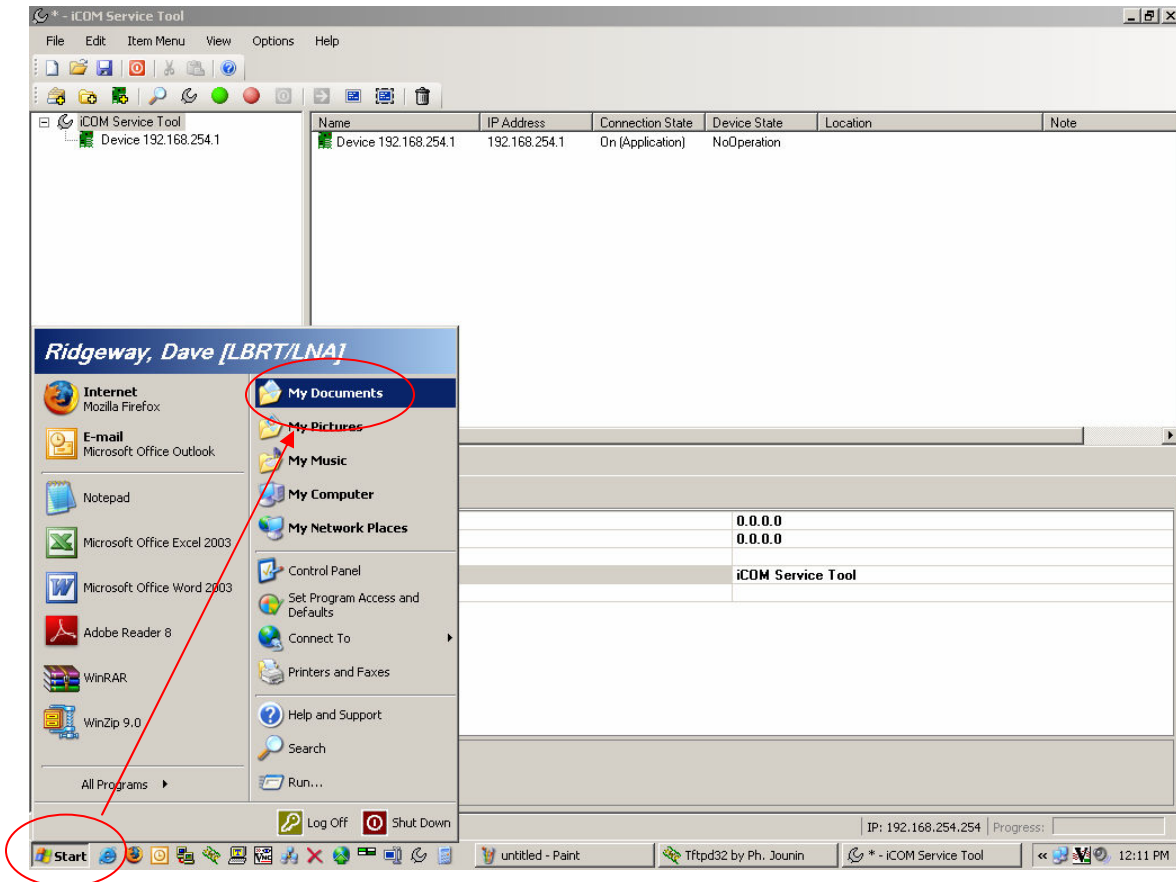 * - iCOM Service Tool
File Edit Item Menu View Options Help
iCOM Service Tool
Device 192.168.254.1
Name IP Address Connection State Device State Location Note
Device 192.168.254.1 192.168.254.1 On (Application) NoOperation
Ridgeway, Dave [LBRT/LNA]
Internet
Mozilla Firefox
E-mail
Microsoft Office Outlook
Notepad
Microsoft Office Excel 2003
Microsoft Office Word 2003
Adobe Reader 8
WinRAR
WinZip 9.0
All Programs
My Documents
My Pictures
My Music
My Computer
My Network Places
Control Panel
Set Program Access and
Defaults
Connect To
Printers and Faxes
Help and Support
Search
Run...
Log Off Shut Down
0.0.0.0
0.0.0.0
iCOM Service Tool
IP: 192.168.254.254 Progress:
Start untitled - Paint Tftpd32 by Ph. Jounin * - iCOM Service Tool 12:11 PM